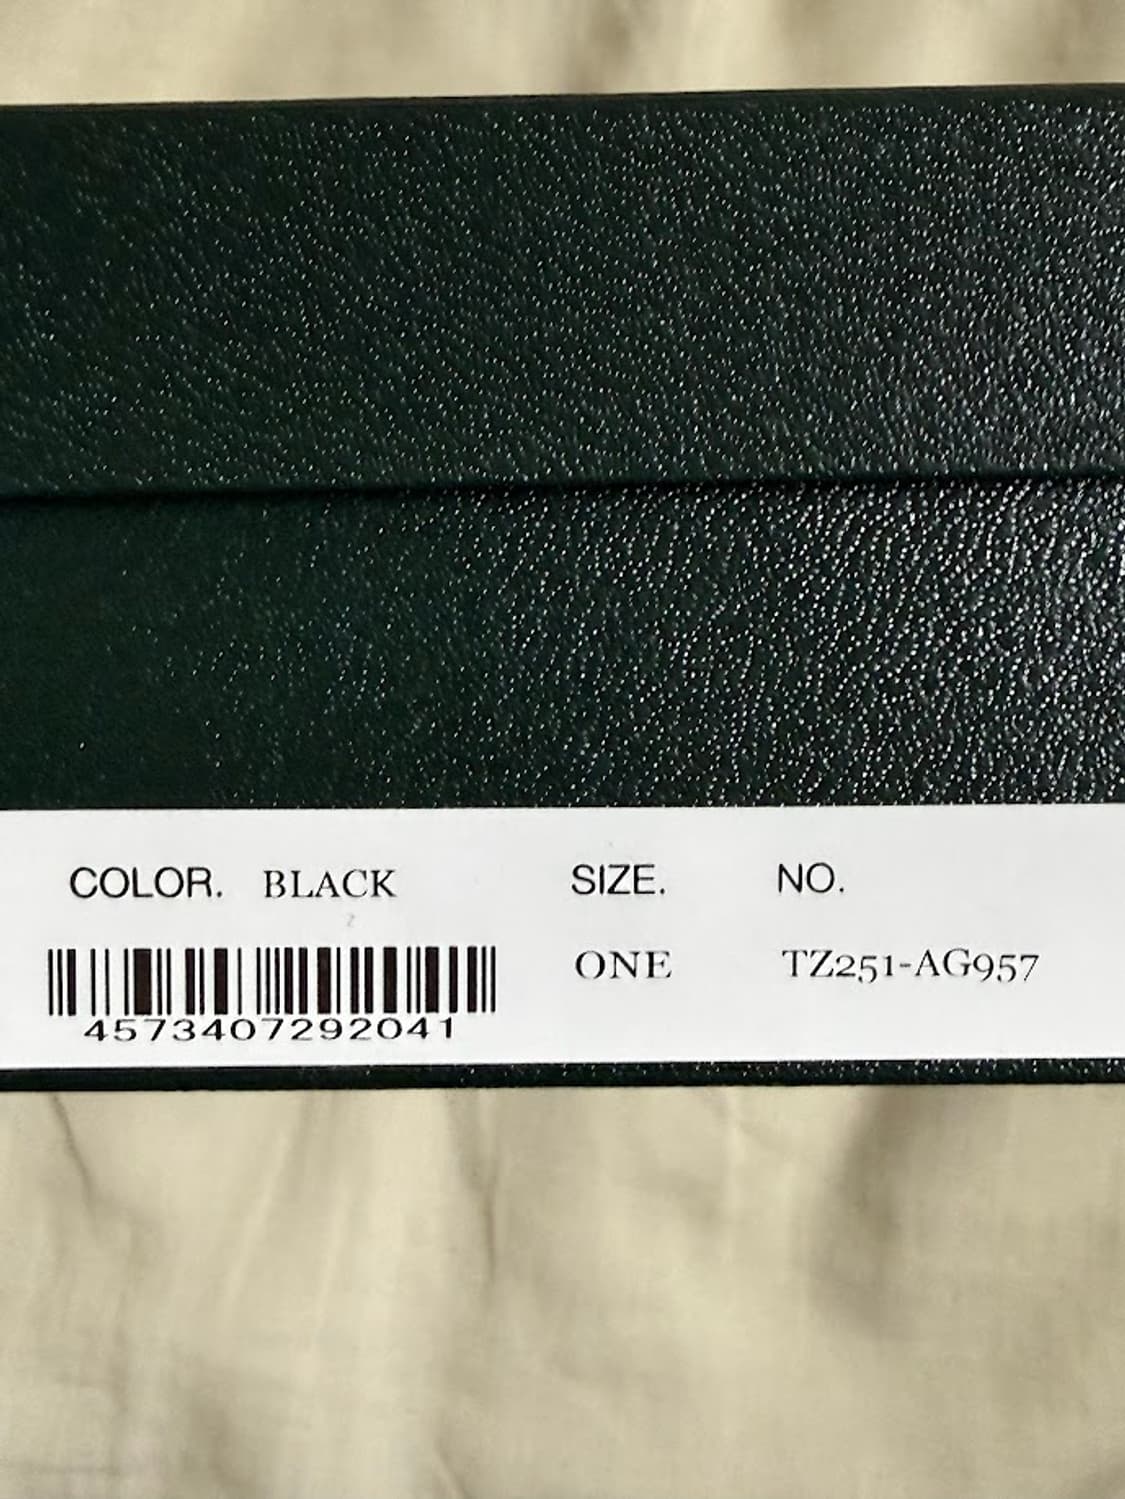 COLOR. BLACK SIZE. NO.
ONE TZ251-AG957
4573407292041